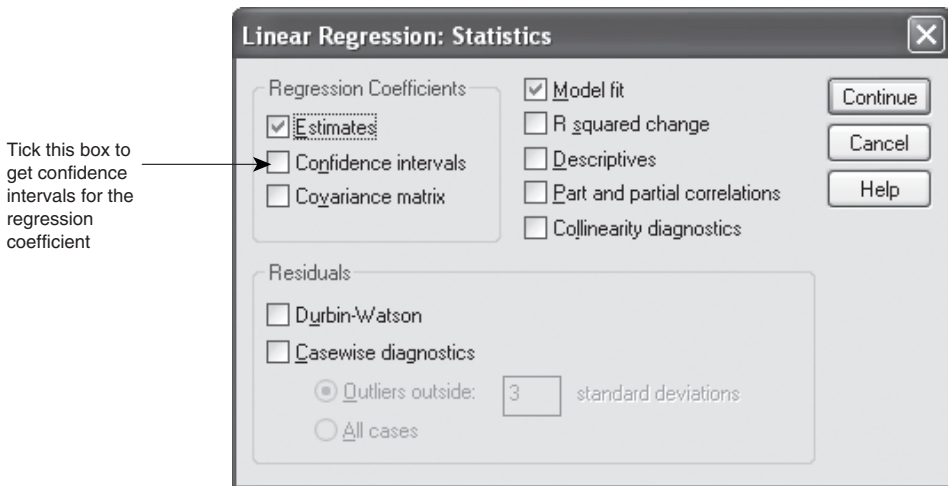 Linear Regression: Statistics
Regression Coefficients
Estimates
Confidence intervals
Covariance matrix
Model fit
R squared change
Descriptives
Part and partial correlations
Collinearity diagnostics
Continue
Cancel
Help
Tick this box to
get confidence
intervals for the
regression
coefficient
Residuals
Durbin-Watson
Casewise diagnostics
Outliers outside: 3 standard deviations
All cases